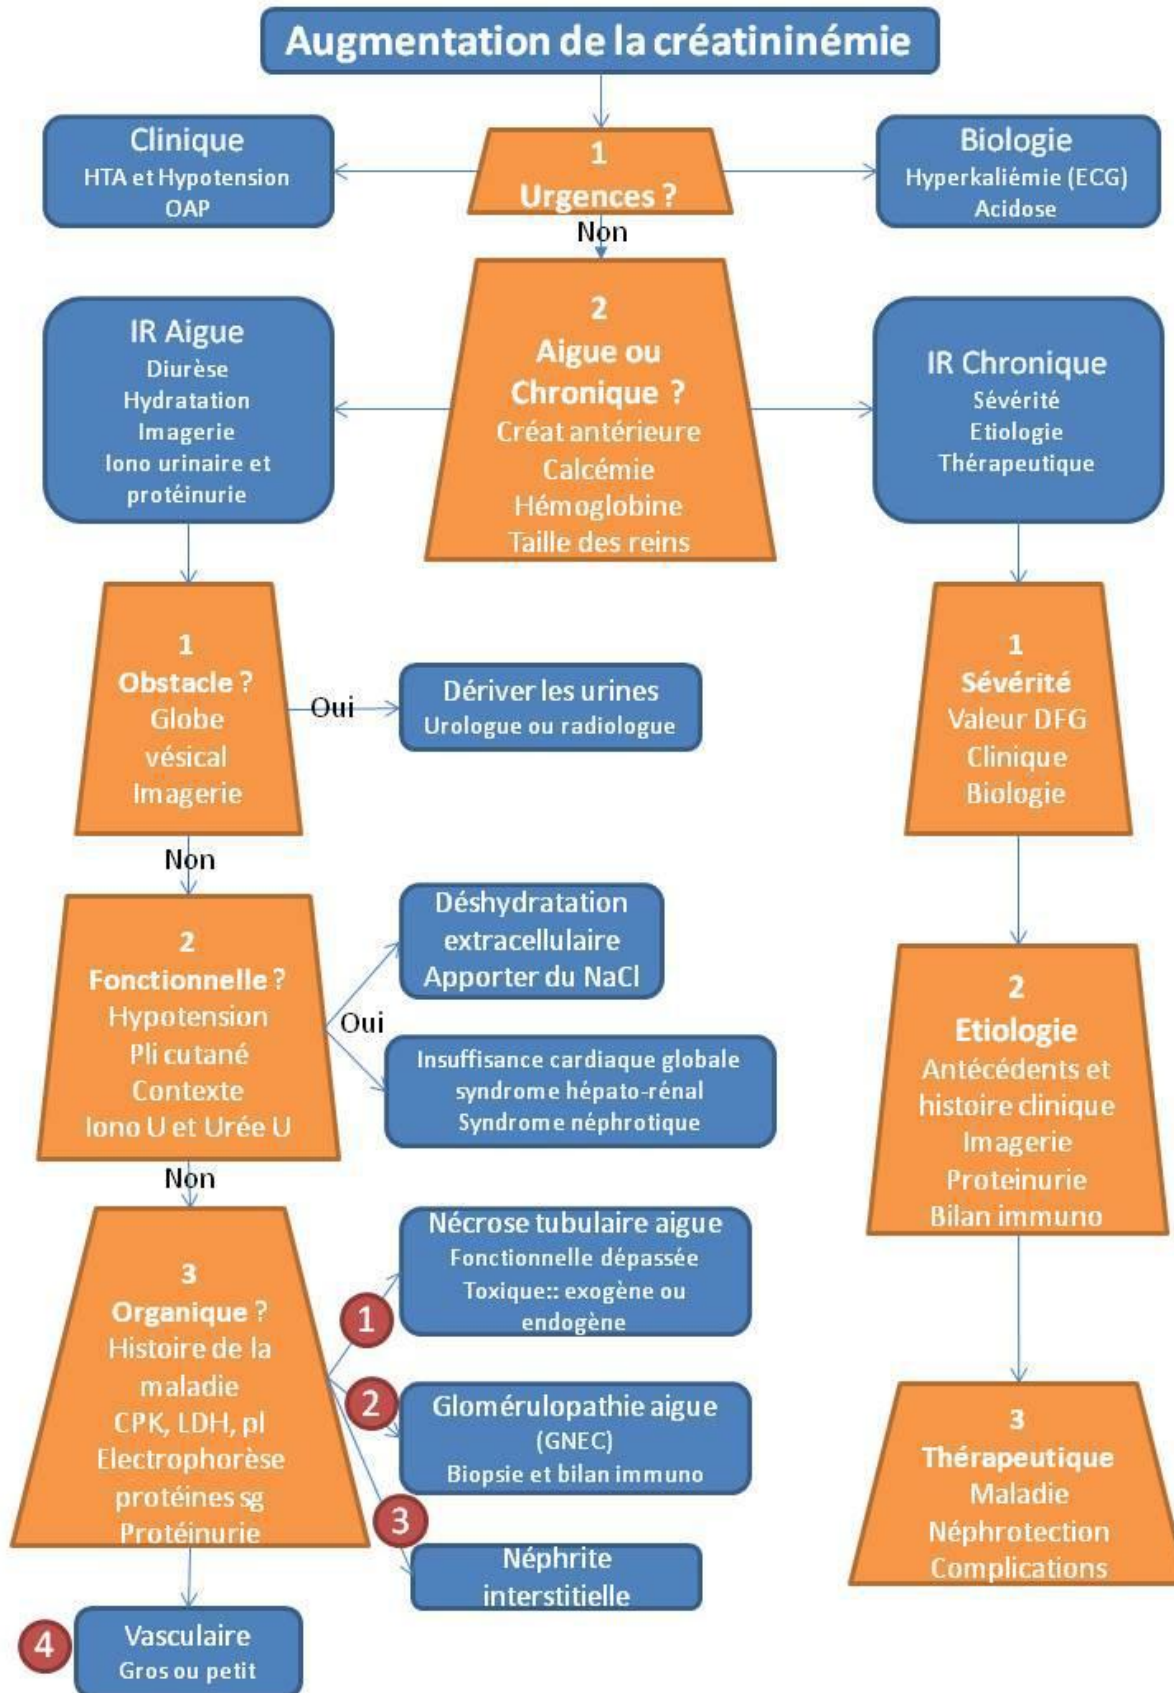 Augmentation de la créatininémie
Clinique
HTA et Hypotension
OAP
1
Urgences ?
Biologie
Hyperkaliémie (ECG)
Acidose
Non
IR Aigue
Diurèse
Hydratation
Imagerie
Iono urinaire et
protéinurie
2
Aigue ou
Chronique ?
Créat antérieure
Calcémie
Hémoglobine
Taille des reins
IR Chronique
Sévérité
Etiologie
Thérapeutique
1
Obstacle ?
Globe
vésical
Imagerie
Oui
Dériver les urines
Urologue ou radiologue
Non
2
Fonctionnelle ?
Hypotension
Pli cutané
Contexte
Iono U et Urée U
Oui
Déshydratation
extracellulaire
Apporter du NaCl
Insuffisance cardiaque globale
syndrome hépato-rénal
Syndrome néphrotique
Non
3
Organique ?
Histoire de la
maladie
CPK, LDH, pl
Electrophorèse
protéines sg
Protéinurie
1
Nécrose tubulaire aigue
Fonctionnelle dépassée
Toxique:: exogène ou
endogène
2
Glomérulopathie aigue
(GNEC)
Biopsie et bilan immuno
3
Néphrite
interstitielle
4
Vasculaire
Gros ou petit
1
Sévérité
Valeur DFG
Clinique
Biologie
2
Etiologie
Antécédents et
histoire clinique
Imagerie
Proteinurie
Bilan immuno
3
Thérapeutique
Maladie
Néphrotection
Complications